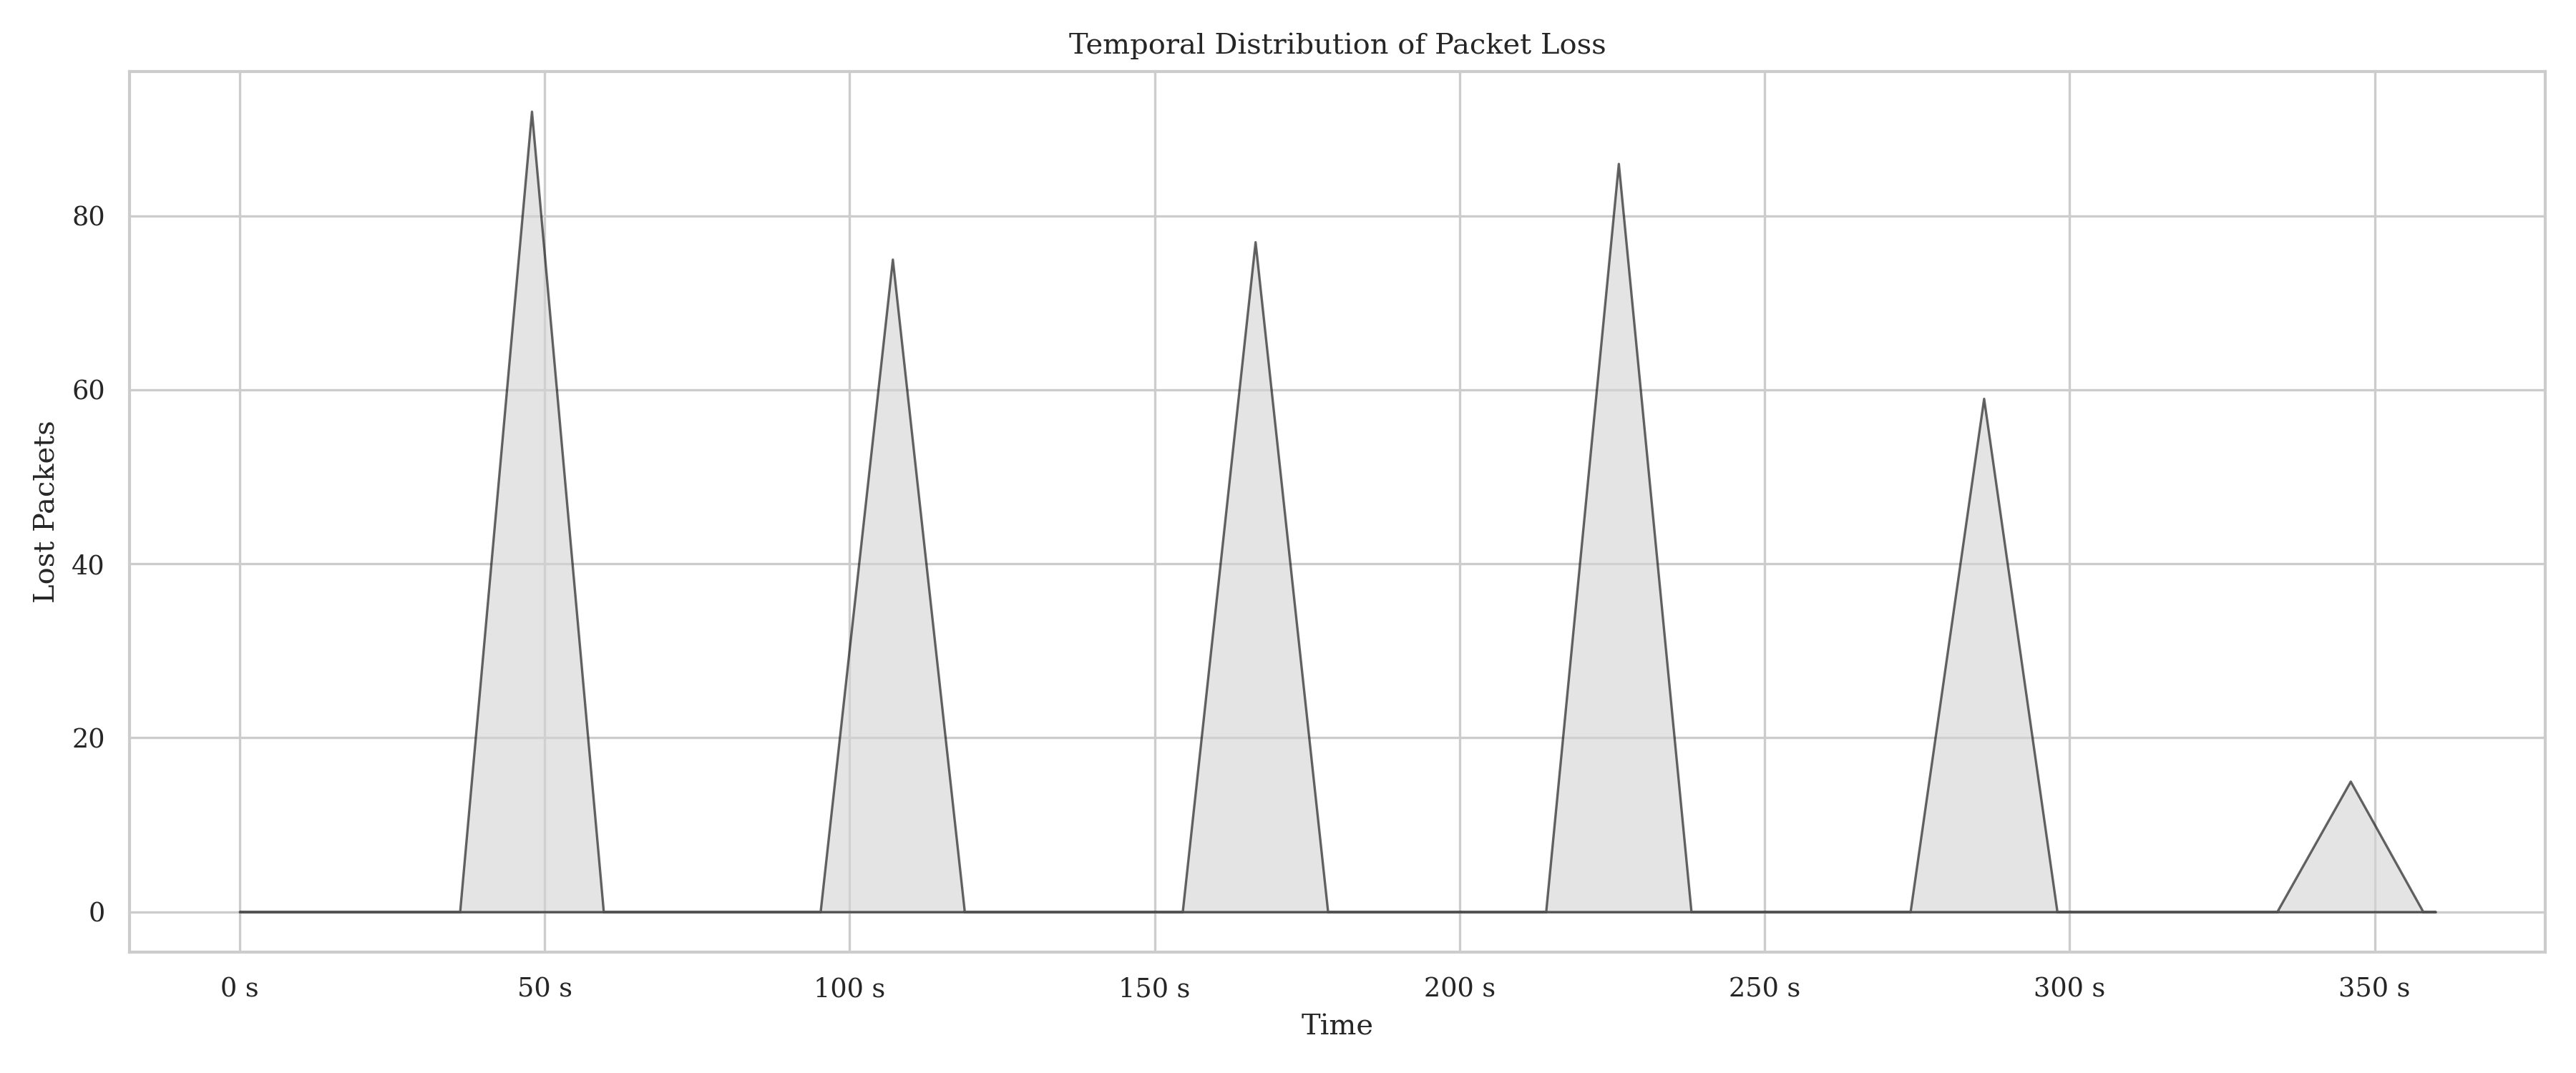 Temporal Distribution of Packet Loss
Lost Packets
80
60
40
20
0
0 s 50 s 100 s 150 s 200 s 250 s 300 s 350 s
Time